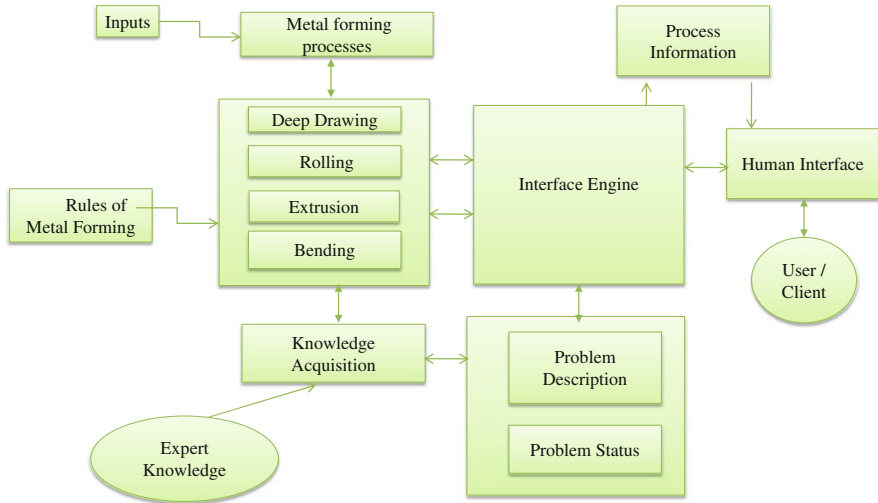 Inputs
Metal forming
processes
Process
Information
Deep Drawing
Rolling
Extrusion
Bending
Interface Engine
Human Interface
Rules of
Metal Forming
User /
Client
Knowledge
Acquisition
Problem
Description
Problem Status
Expert
Knowledge